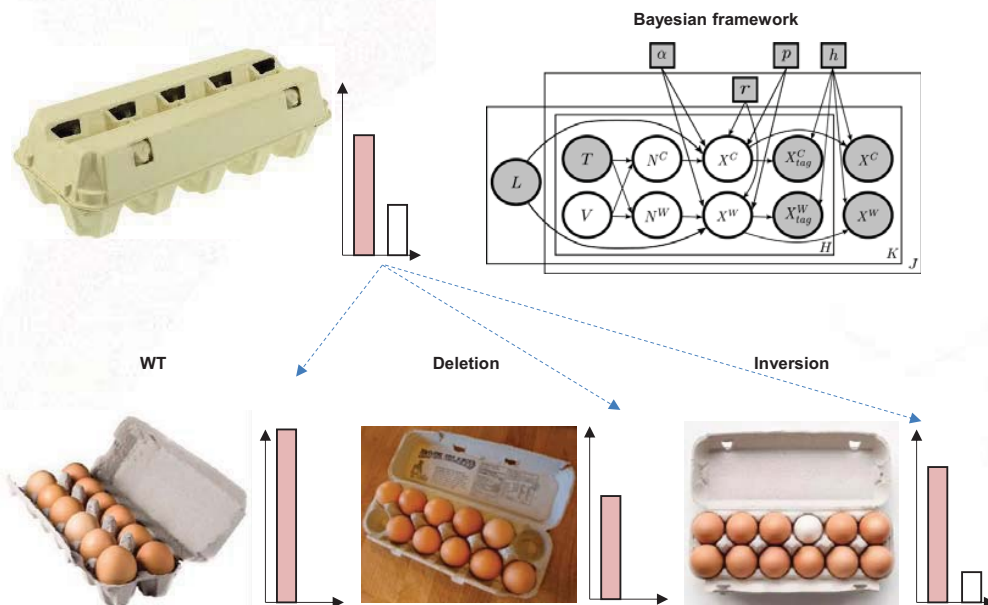 Bayesian framework
α
p
h
r
L
T
N^C
X^C
X^C_tag
X^C
V
N^W
X^W
X^W_tag
X^W
H
K
J
WT
Deletion
Inversion